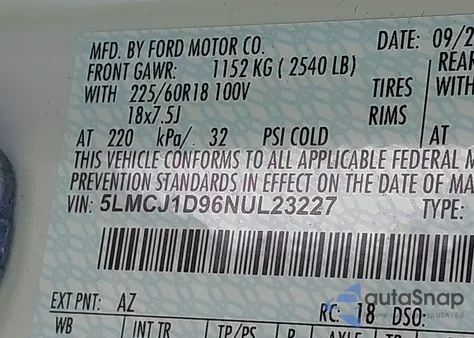 MFD. BY FORD MOTOR CO. DATE: 09/2
FRONT GAWR: 1152 KG ( 2540 LB) REAR
WITH 225/60R18 100V TIRES WITH
18x7.5J RIMS
AT 220 kPa/ 32 PSI COLD AT
THIS VEHICLE CONFORMS TO ALL APPLICABLE FEDERAL M
PREVENTION STANDARDS IN EFFECT ON THE DATE OF MA
VIN: 5LMCJ1D96NUL23227 TYPE:
EXT PNT: AZ RC: 18 DSO:
WB INT TR TP/PS R AXLE TR
autoSnap